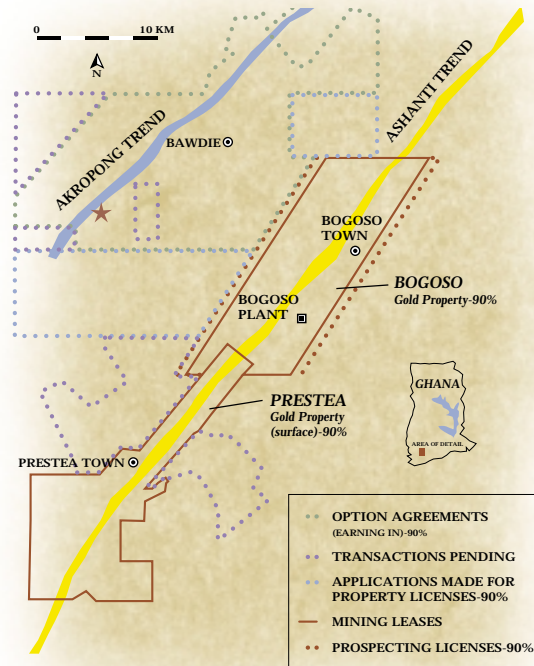 0 10 KM
N
ASHANTI TREND
AKROPONG TREND
BAWDIE
BOGOSO
TOWN
BOGOSO
Gold Property-90%
BOGOSO
PLANT
GHANA
PRESTEA
Gold Property
(surface)-90%
AREA OF DETAIL
PRESTEA TOWN
OPTION AGREEMENTS
(EARNING IN)-90%
TRANSACTIONS PENDING
APPLICATIONS MADE FOR
PROPERTY LICENSES-90%
MINING LEASES
PROSPECTING LICENSES-90%